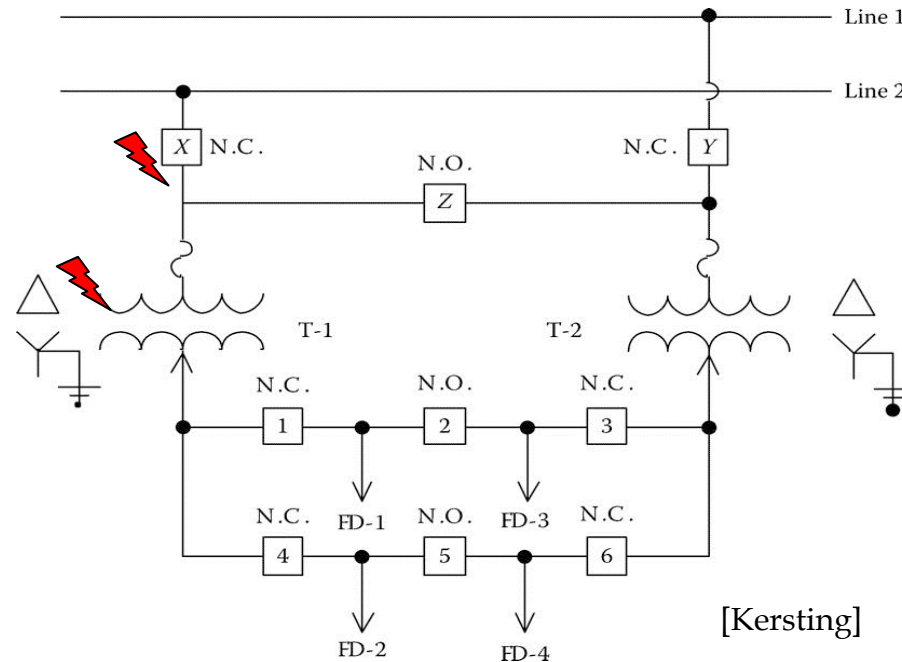 Line 1
Line 2
X N.C.
N.C. Y
N.O.
Z
T-1
T-2
N.C. N.O. N.C.
1 2 3
FD-1 FD-3
N.C. N.O. N.C.
4 5 6
FD-2 FD-4
[Kersting]